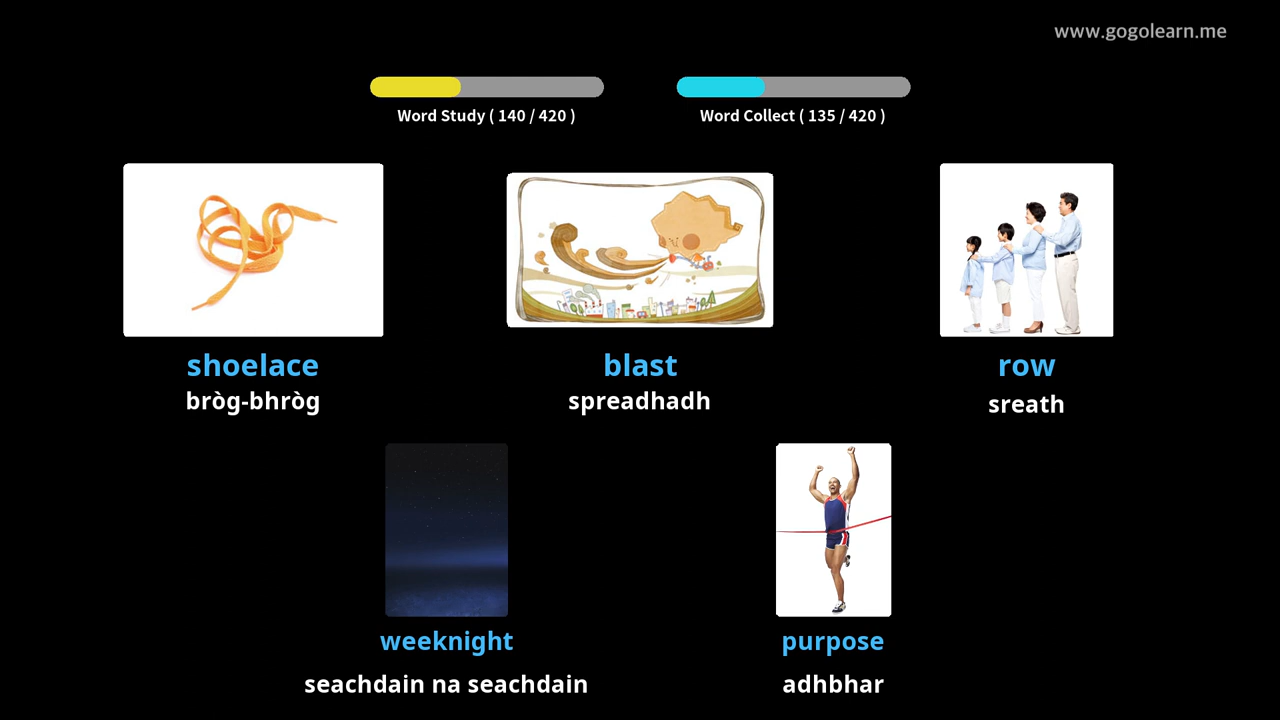 www.gogolearn.me
Word Study ( 140 / 420 )
Word Collect ( 135 / 420 )
shoelace
bròg-bhròg
blast
spreadhadh
row
sreath
weeknight
seachdain na seachdain
purpose
adhbhar